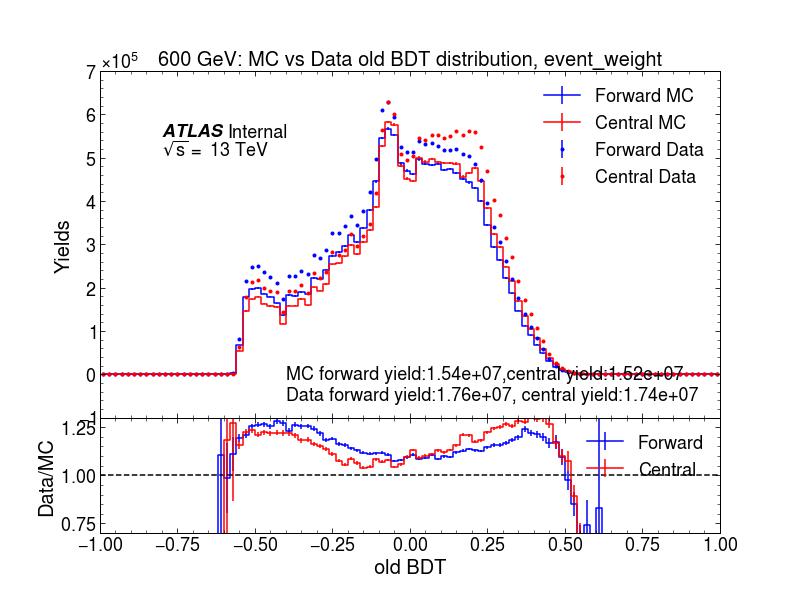 ×10⁵ 600 GeV: MC vs Data old BDT distribution, event_weight
7
6
5
4
3
2
1
0
1
Yields
ATLAS Internal
√s = 13 TeV
Forward MC
Central MC
Forward Data
Central Data
MC forward yield:1.54e+07,central yield:1.52e+07
Data forward yield:1.76e+07, central yield:1.74e+07
1.25
1.00
0.75
Data/MC
Forward
Central
−1.00 −0.75 −0.50 −0.25 0.00 0.25 0.50 0.75 1.00
old BDT